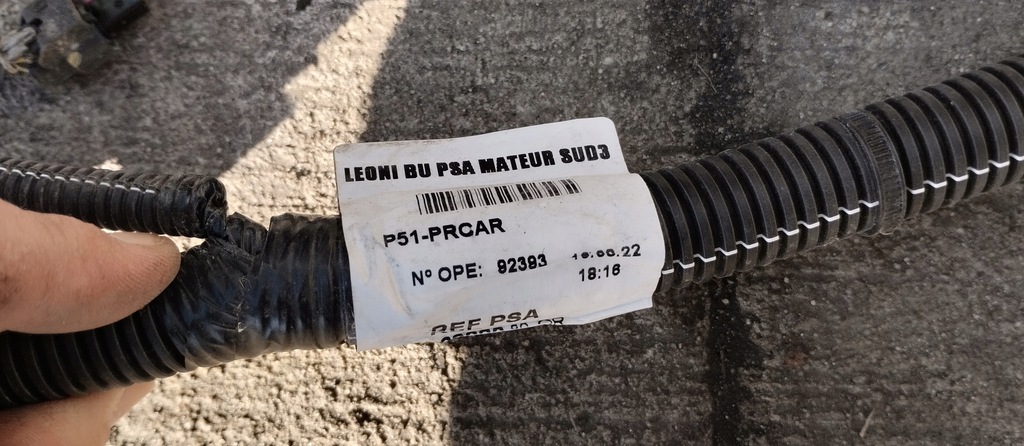 LEONI BU PSA MATEUR SUD3
P51-PRCAR
Nº OPE: 92393
18:16
REF PSA